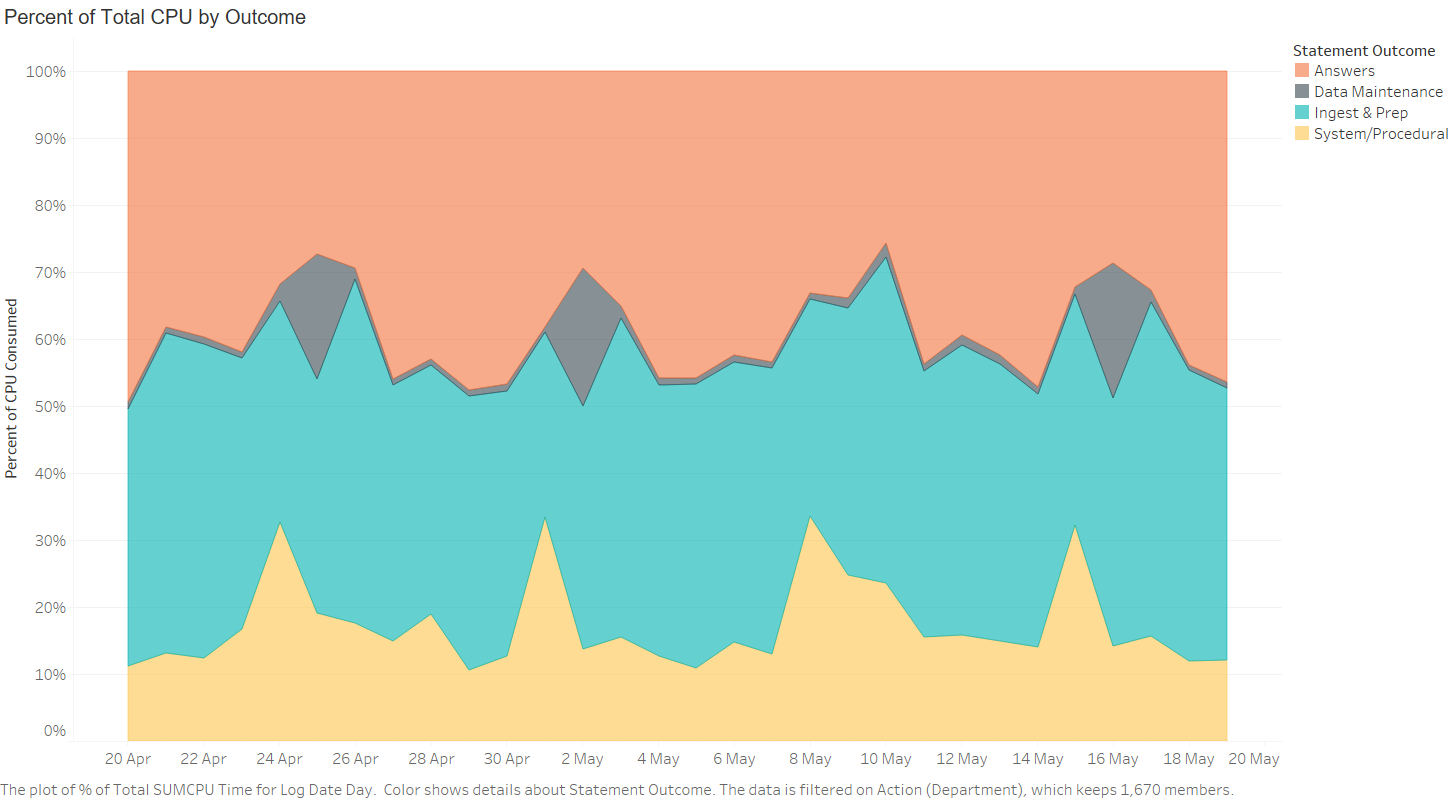 Percent of Total CPU by Outcome
Statement Outcome
Answers
Data Maintenance
Ingest & Prep
System/Procedural
Percent of CPU Consumed
100%
90%
80%
70%
60%
50%
40%
30%
20%
10%
0%
20 Apr 22 Apr 24 Apr 26 Apr 28 Apr 30 Apr 2 May 4 May 6 May 8 May 10 May 12 May 14 May 16 May 18 May 20 May
The plot of % of Total SUMCPU Time for Log Date Day. Color shows details about Statement Outcome. The data is filtered on Action (Department), which keeps 1,670 members.